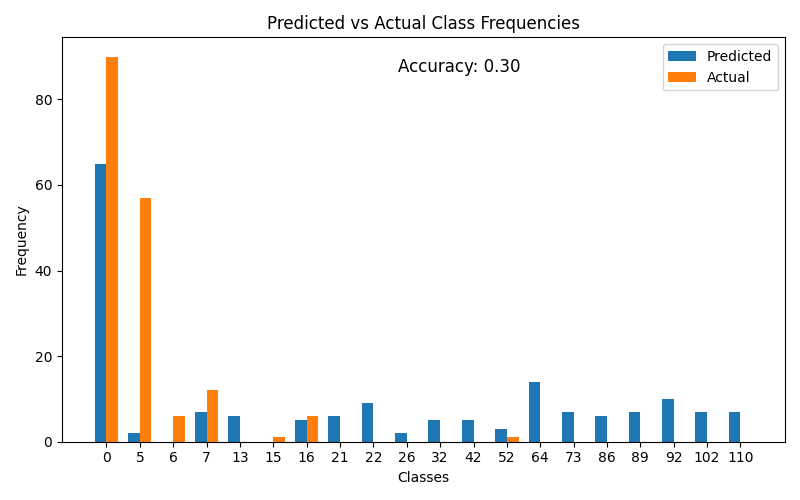 Predicted vs Actual Class Frequencies
Accuracy: 0.30
Predicted
Actual
Frequency
80
60
40
20
0
0 5 6 7 13 15 16 21 22 26 32 42 52 64 73 86 89 92 102 110
Classes